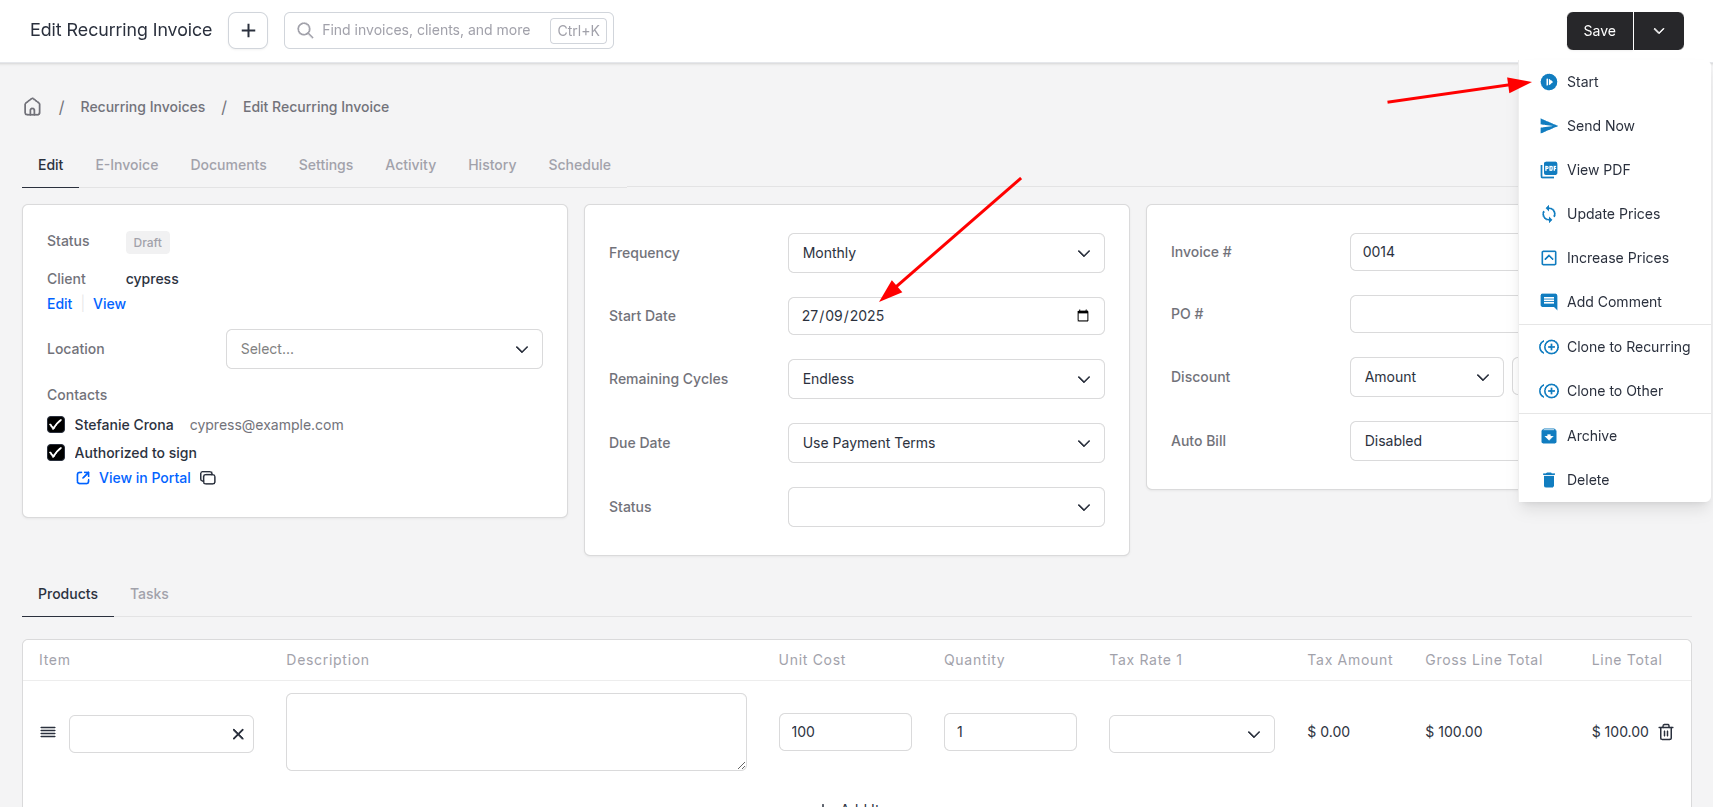 Edit Recurring Invoice
Find invoices, clients, and more Ctrl+K
Save
Start
Send Now
View PDF
Update Prices
Increase Prices
Add Comment
Clone to Recurring
Clone to Other
Archive
Delete
/ Recurring Invoices / Edit Recurring Invoice
Edit E-Invoice Documents Settings Activity History Schedule
Status Draft
Client cypress
Edit View
Location Select...
Contacts
Stefanie Crona cypress@example.com
Authorized to sign
View in Portal
Frequency Monthly
Start Date 27/09/2025
Remaining Cycles Endless
Due Date Use Payment Terms
Status
Invoice # 0014
PO #
Discount Amount
Auto Bill Disabled
Products Tasks
Item Description Unit Cost Quantity Tax Rate 1 Tax Amount Gross Line Total Line Total
100 1 $ 0.00 $ 100.00 $ 100.00